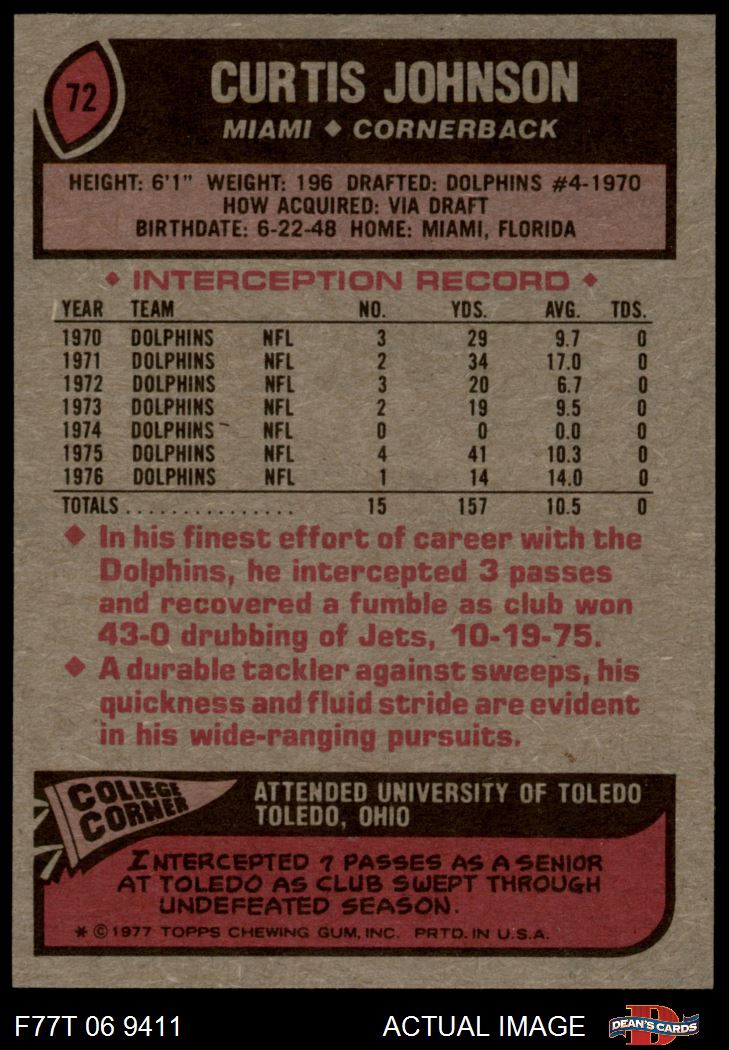 72
CURTIS JOHNSON
MIAMI ◆ CORNERBACK
HEIGHT: 6'1" WEIGHT: 196 DRAFTED: DOLPHINS #4-1970
HOW ACQUIRED: VIA DRAFT
BIRTHDATE: 6-22-48 HOME: MIAMI, FLORIDA
◆ INTERCEPTION RECORD ◆
YEAR TEAM NO. YDS. AVG. TDS.
1970 DOLPHINS NFL 3 29 9.7 0
1971 DOLPHINS NFL 2 34 17.0 0
1972 DOLPHINS NFL 3 20 6.7 0
1973 DOLPHINS NFL 2 19 9.5 0
1974 DOLPHINS NFL 0 0 0.0 0
1975 DOLPHINS NFL 4 41 10.3 0
1976 DOLPHINS NFL 1 14 14.0 0
TOTALS . . . . . . . . . . . . . . . 15 157 10.5 0
◆ In his finest effort of career with the
Dolphins, he intercepted 3 passes
and recovered a fumble as club won
43-0 drubbing of Jets, 10-19-75.
◆ A durable tackler against sweeps, his
quickness and fluid stride are evident
in his wide-ranging pursuits.
COLLEGE
CORNER
ATTENDED UNIVERSITY OF TOLEDO
TOLEDO, OHIO
INTERCEPTED 7 PASSES AS A SENIOR
AT TOLEDO AS CLUB SWEPT THROUGH
UNDEFEATED SEASON.
* © 1977 TOPPS CHEWING GUM, INC. PRTD. IN U.S.A.
F77T 06 9411 ACTUAL IMAGE
D
DEAN'S CARDS